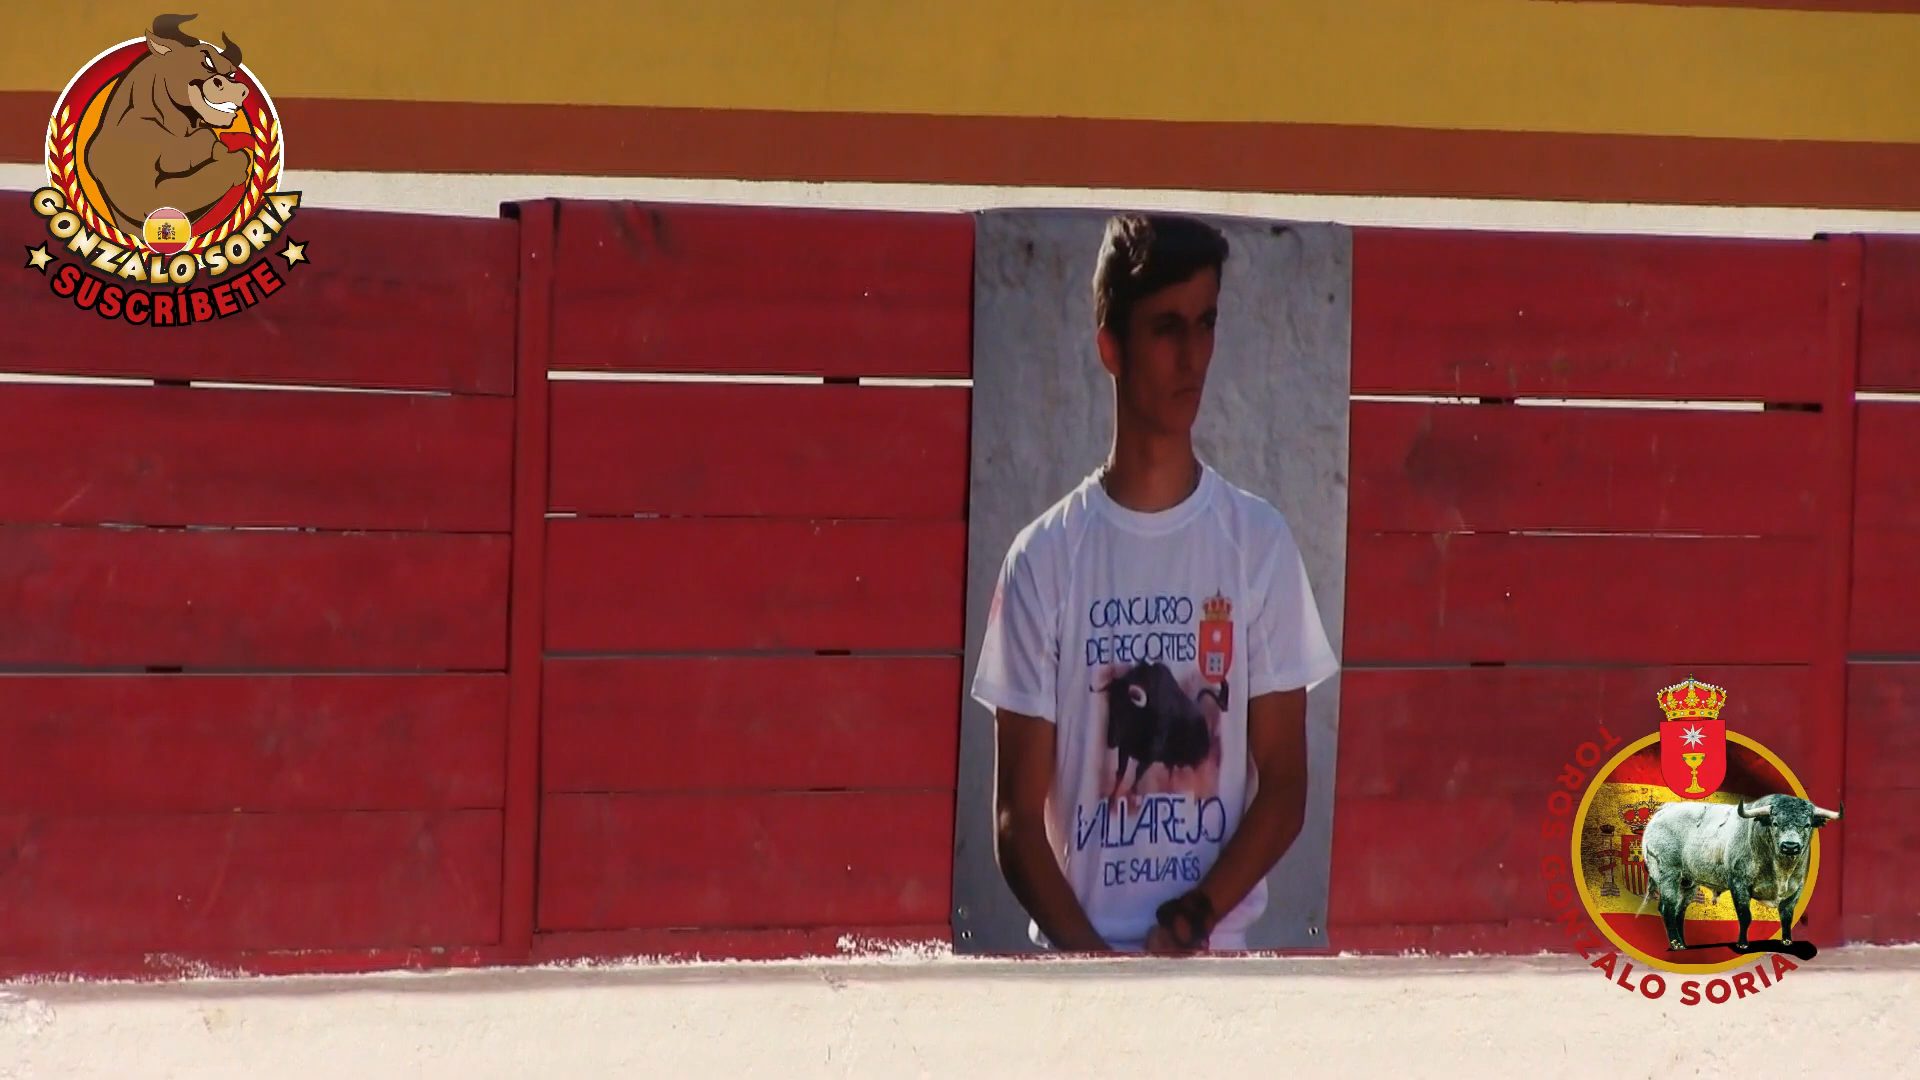 GONZALO SORIA
SUSCRÍBETE
CONCURSO
DE RECORTES
VILLAREJO
DE SALVANÉS
TOROS GONZALO SORIA